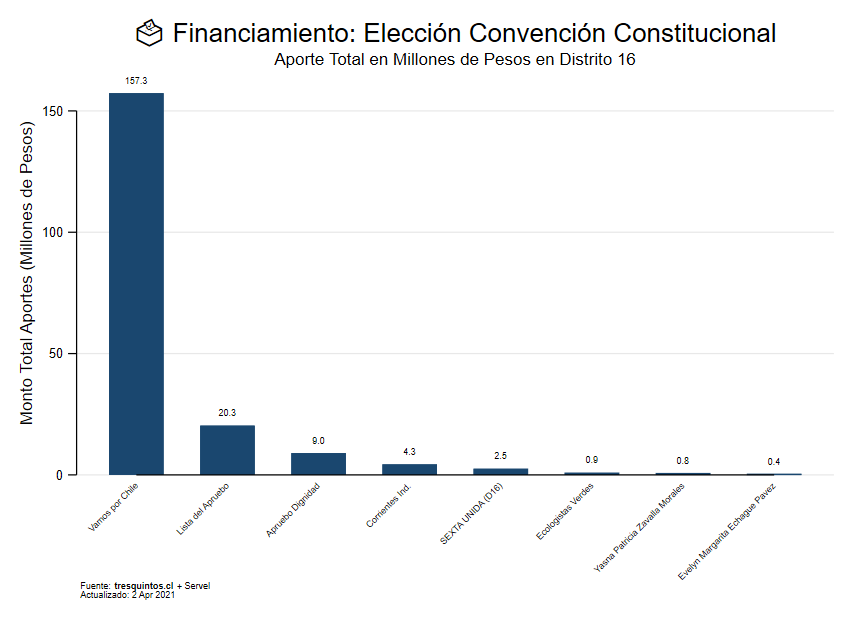 Financiamiento: Elección Convención Constitucional
Aporte Total en Millones de Pesos en Distrito 16
Monto Total Aportes (Millones de Pesos)
150
100
50
0
157.3
20.3
9.0
4.3
2.5
0.9
0.8
0.4
Vamos por Chile
Lista del Apruebo
Apruebo Dignidad
Corrientes Ind.
SEXTA UNIDA (D16)
Ecologistas Verdes
Yasna Patricia Zavalla Morales
Evelyn Margarita Echague Pavez
Fuente: tresquintos.cl + Servel
Actualizado: 2 Apr 2021